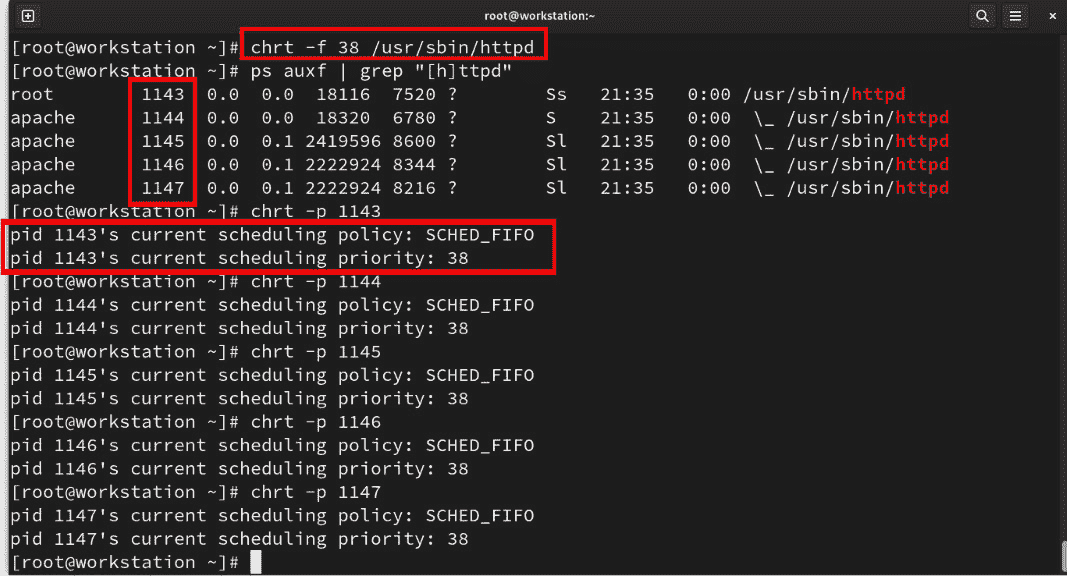 root@workstation:~
[root@workstation ~]# chrt -f 38 /usr/sbin/httpd
[root@workstation ~]# ps auxf | grep "[h]ttpd"
root 1143 0.0 0.0 18116 7520 ? Ss 21:35 0:00 /usr/sbin/httpd
apache 1144 0.0 0.0 18320 6780 ? S 21:35 0:00 \_ /usr/sbin/httpd
apache 1145 0.0 0.1 2419596 8600 ? Sl 21:35 0:00 \_ /usr/sbin/httpd
apache 1146 0.0 0.1 2222924 8344 ? Sl 21:35 0:00 \_ /usr/sbin/httpd
apache 1147 0.0 0.1 2222924 8216 ? Sl 21:35 0:00 \_ /usr/sbin/httpd
[root@workstation ~]# chrt -p 1143
pid 1143's current scheduling policy: SCHED_FIFO
pid 1143's current scheduling priority: 38
[root@workstation ~]# chrt -p 1144
pid 1144's current scheduling policy: SCHED_FIFO
pid 1144's current scheduling priority: 38
[root@workstation ~]# chrt -p 1145
pid 1145's current scheduling policy: SCHED_FIFO
pid 1145's current scheduling priority: 38
[root@workstation ~]# chrt -p 1146
pid 1146's current scheduling policy: SCHED_FIFO
pid 1146's current scheduling priority: 38
[root@workstation ~]# chrt -p 1147
pid 1147's current scheduling policy: SCHED_FIFO
pid 1147's current scheduling priority: 38
[root@workstation ~]#